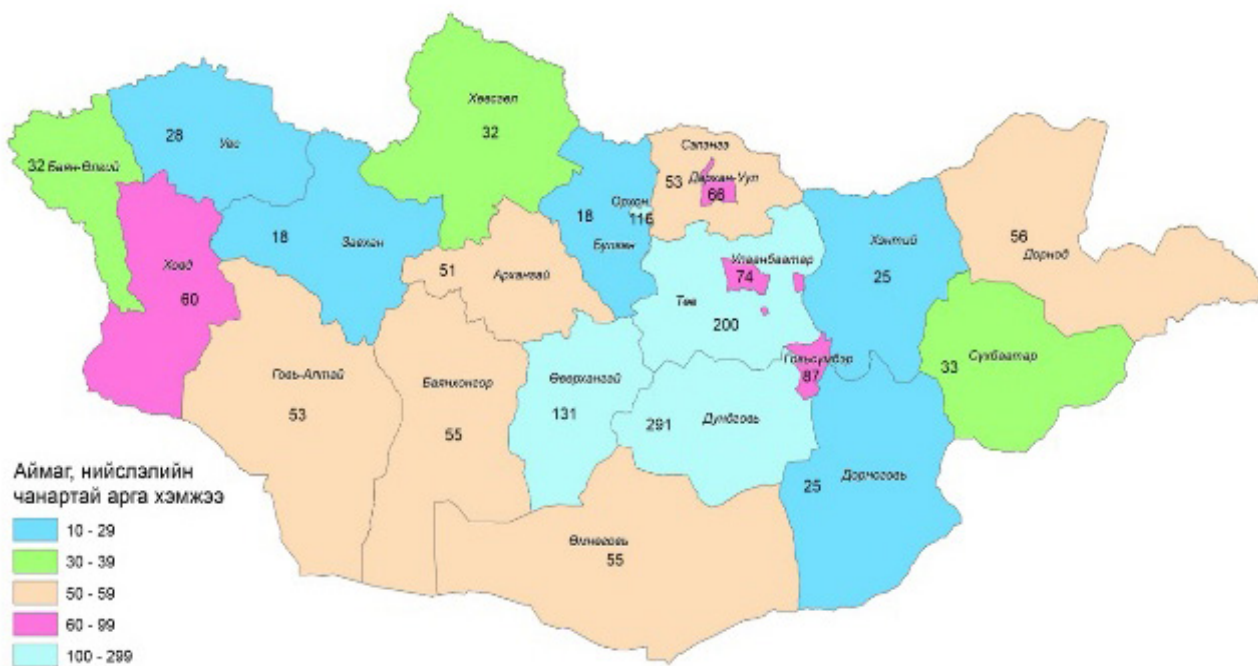 Хөвсгөл
32
28
Увс
32
Баян-Өлгий
Сэлэнгэ
53
Дархан-Уул
66
18
Орхон
116
Булган
18
Завхан
Ховд
60
51
Архангай
Улаанбаатар
74
Төв
200
Хэнтий
25
56
Дорнод
Говьсүмбэр
87
33
Сүхбаатар
Говь-Алтай
53
Баянхонгор
55
Өвөрхангай
131
291
Дундговь
25
Дорноговь
Өмнөговь
55
Аймаг, нийслэлийн
чанартай арга хэмжээ
10 - 29
30 - 39
50 - 59
60 - 99
100 - 299